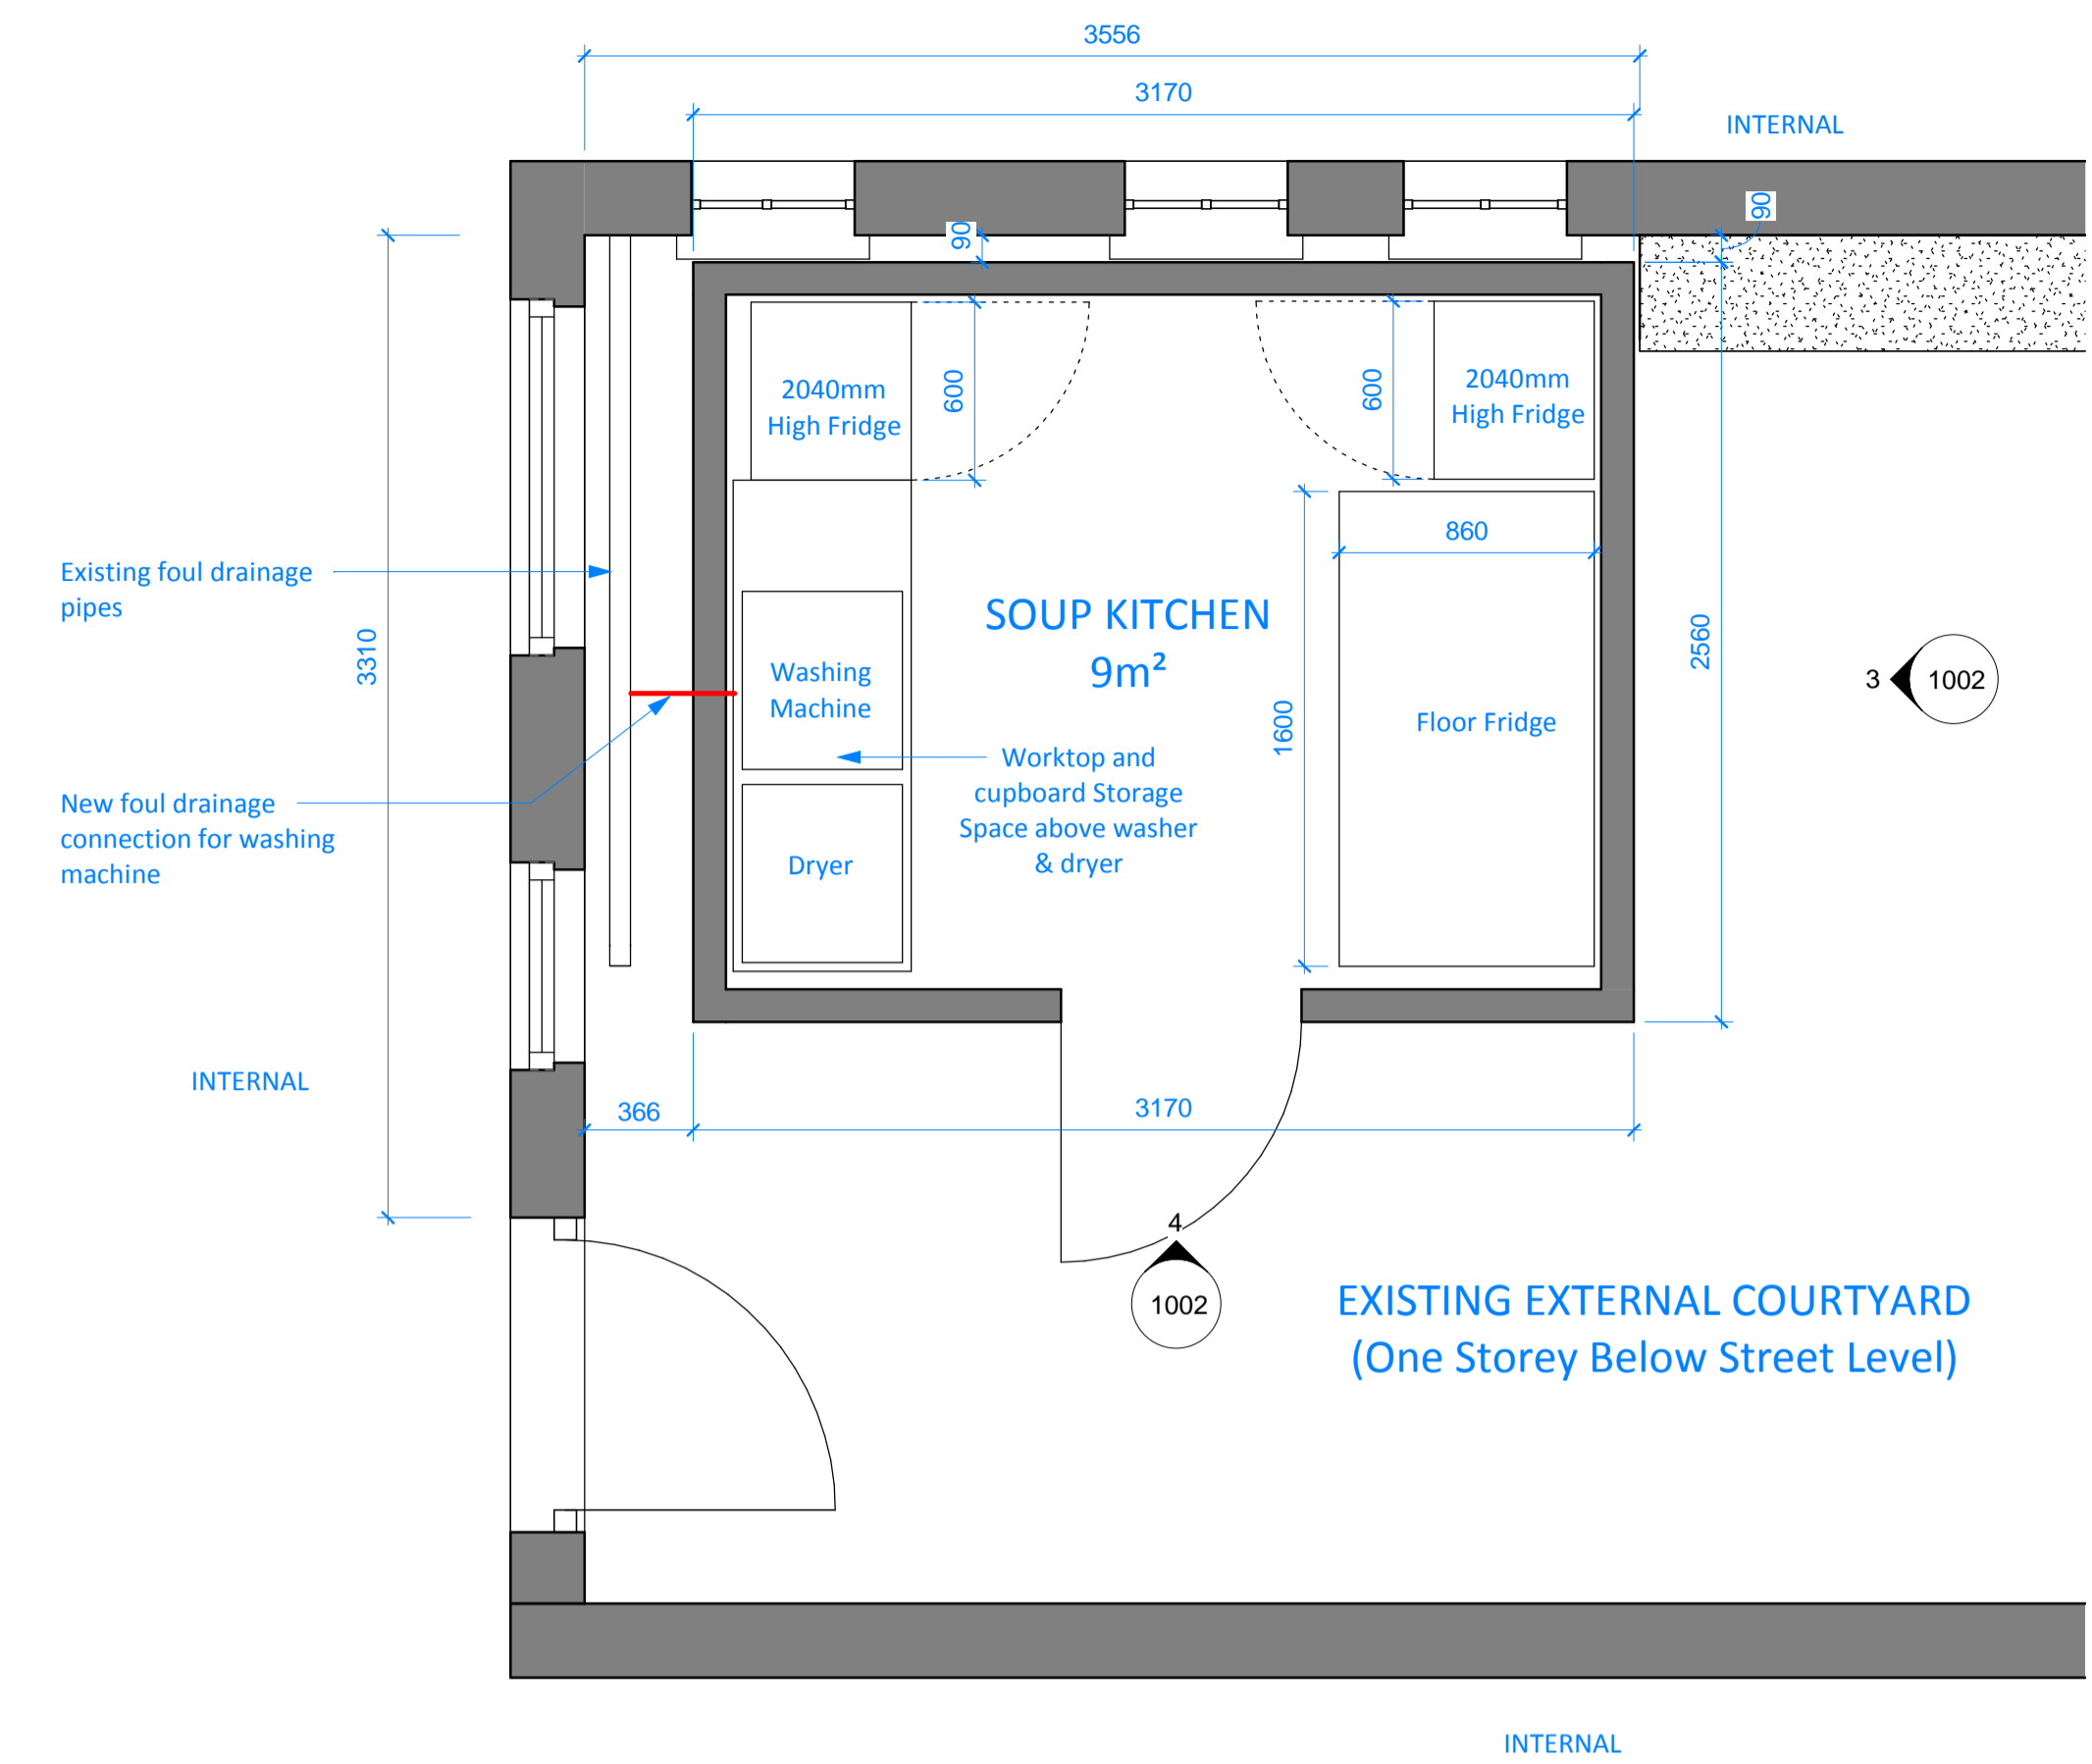 3556
3170
INTERNAL
90
90
2040mm
High Fridge
600
600
2040mm
High Fridge
860
Existing foul drainage
pipes
3310
SOUP KITCHEN
9m²
2560
Washing
Machine
1600
Floor Fridge
3
1002
Worktop and
cupboard Storage
Space above washer
& dryer
New foul drainage
connection for washing
machine
Dryer
INTERNAL
366
3170
4
1002
EXISTING EXTERNAL COURTYARD
(One Storey Below Street Level)
INTERNAL